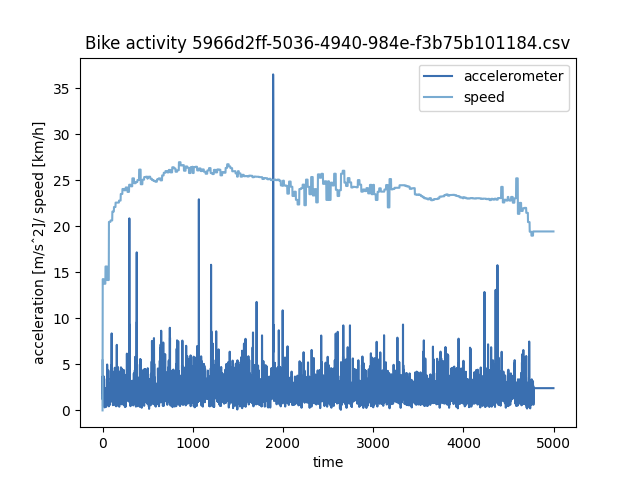 Bike activity 5966d2ff-5036-4940-984e-f3b75b101184.csv
accelerometer
speed
acceleration [m/s^2]/ speed [km/h]
35
30
25
20
15
10
5
0
0 1000 2000 3000 4000 5000
time